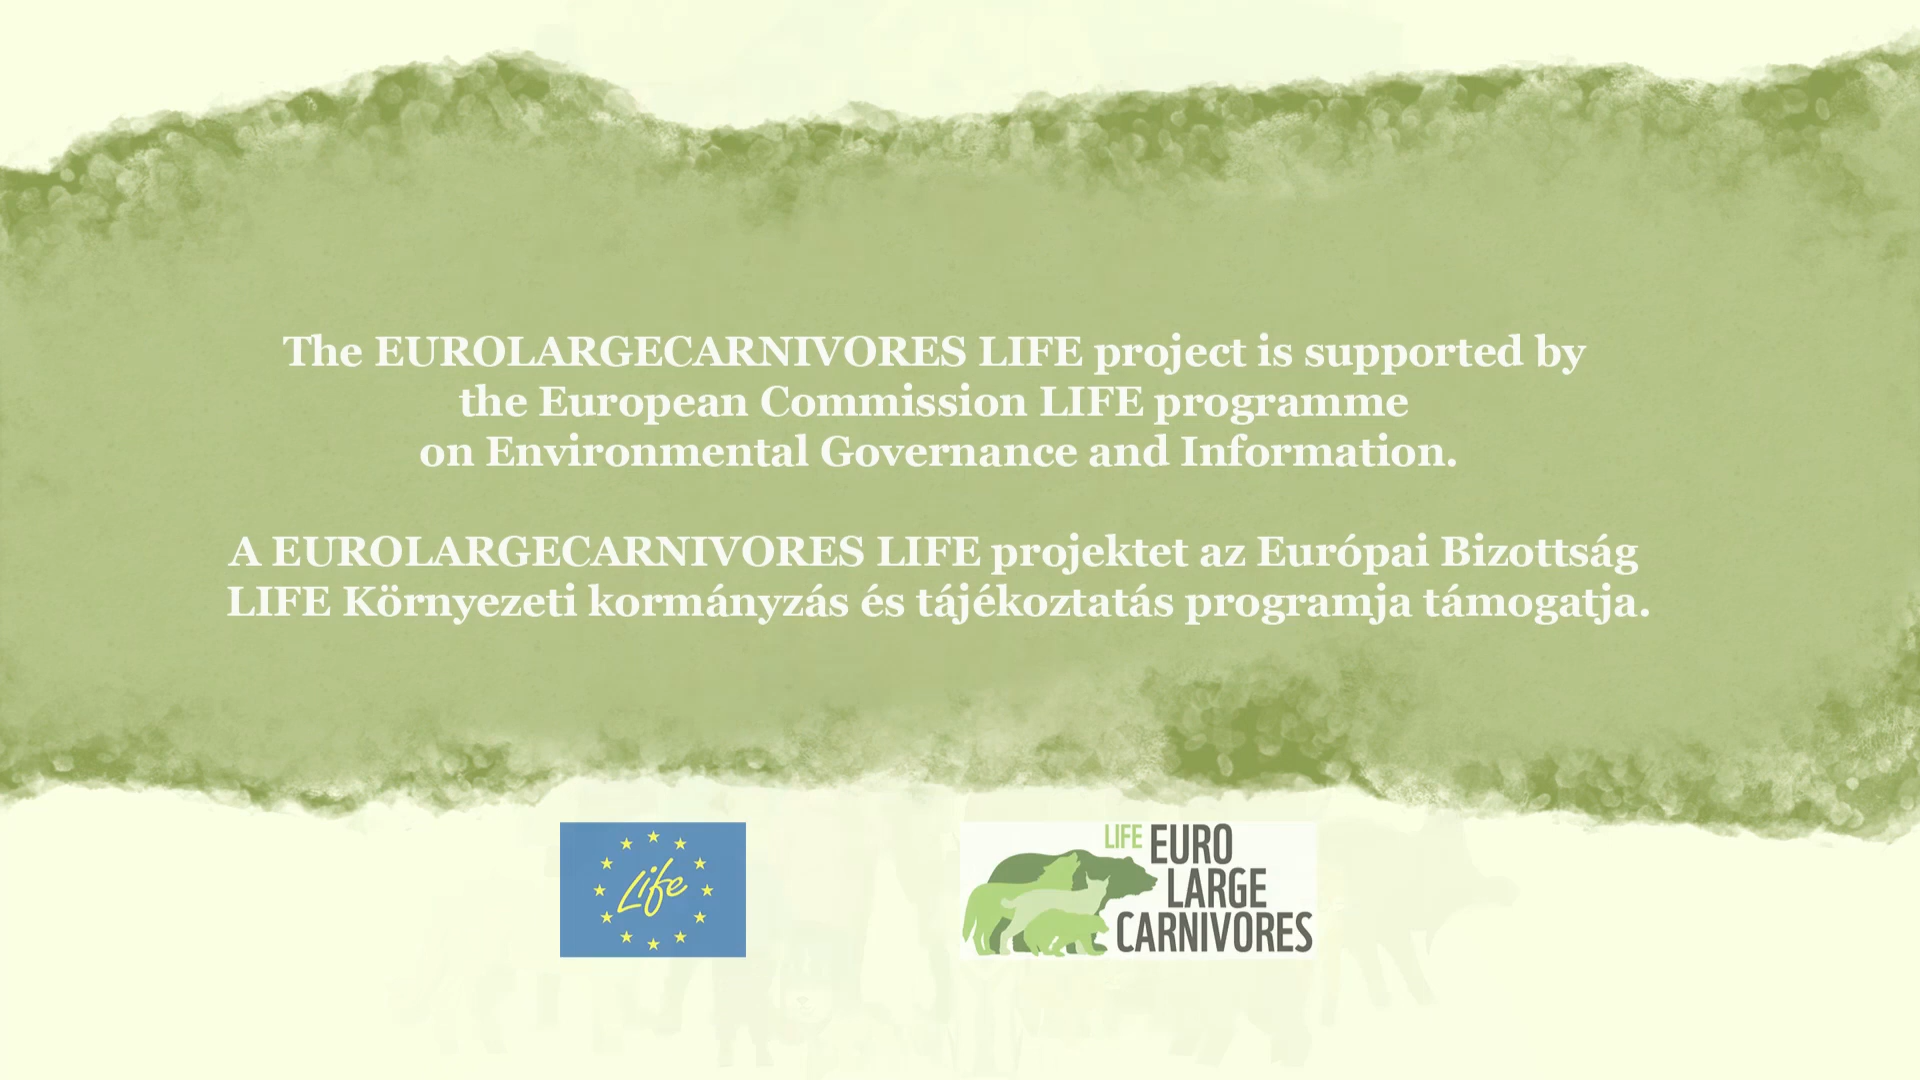 The EUROLARGECARNIVORES LIFE project is supported by
the European Commission LIFE programme
on Environmental Governance and Information.
A EUROLARGECARNIVORES LIFE projektet az Európai Bizottság
LIFE Környezeti kormányzás és tájékoztatás programja támogatja.
Life
LIFE EURO
LARGE
CARNIVORES